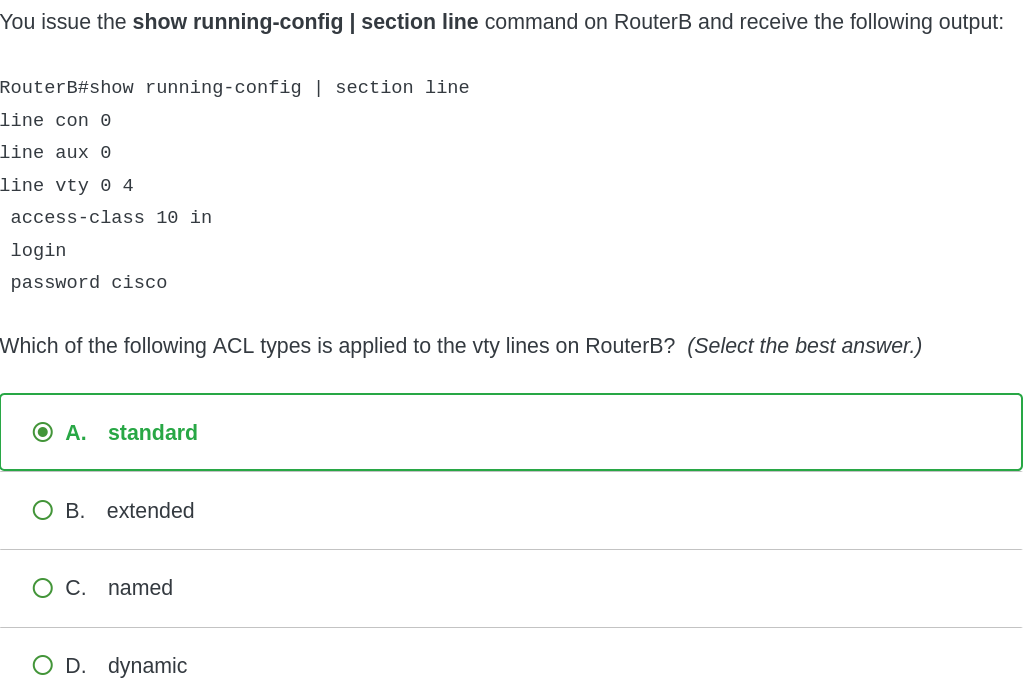 You issue the show running-config | section line command on RouterB and receive the following output:
RouterB#show running-config | section line
line con 0
line aux 0
line vty 0 4
 access-class 10 in
 login
 password cisco
Which of the following ACL types is applied to the vty lines on RouterB? (Select the best answer.)
A. standard
B. extended
C. named
D. dynamic